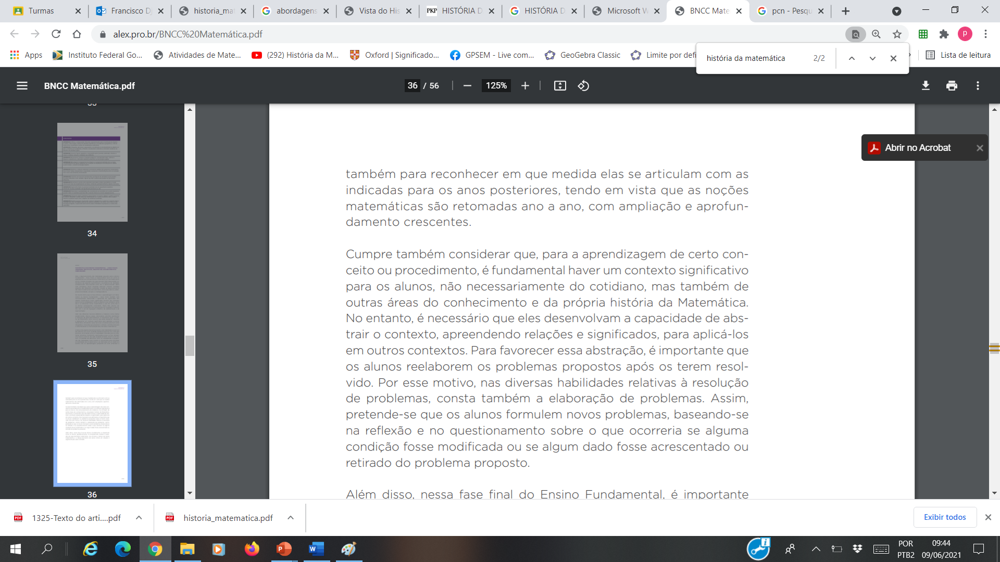 Turmas
Francisco Dj
historia_mat
abordagens
Vista do His
PKP HISTÓRIA D
HISTÓRIA D
Microsoft W
BNCC Mate
pcn - Pesqu
alex.pro.br/BNCC%20Matemática.pdf
P
Apps
Instituto Federal Go...
Atividades de Mate...
(292) História da M...
Oxford | Significado...
GPSEM - Live com...
GeoGebra Classic
Limite por defi
Lista de leitura
história da matemática 2/2
BNCC Matemática.pdf
36 / 56
125%
33
34
35
36
Abrir no Acrobat
também para reconhecer em que medida elas se articulam com as
indicadas para os anos posteriores, tendo em vista que as noções
matemáticas são retomadas ano a ano, com ampliação e aprofun-
damento crescentes.
Cumpre também considerar que, para a aprendizagem de certo con-
ceito ou procedimento, é fundamental haver um contexto significativo
para os alunos, não necessariamente do cotidiano, mas também de
outras áreas do conhecimento e da própria história da Matemática.
No entanto, é necessário que eles desenvolvam a capacidade de abs-
trair o contexto, apreendendo relações e significados, para aplicá-los
em outros contextos. Para favorecer essa abstração, é importante que
os alunos reelaborem os problemas propostos após os terem resol-
vido. Por esse motivo, nas diversas habilidades relativas à resolução
de problemas, consta também a elaboração de problemas. Assim,
pretende-se que os alunos formulem novos problemas, baseando-se
na reflexão e no questionamento sobre o que ocorreria se alguma
condição fosse modificada ou se algum dado fosse acrescentado ou
retirado do problema proposto.
Além disso, nessa fase final do Ensino Fundamental, é importante
1325-Texto do arti....pdf
historia_matematica.pdf
Exibir todos
POR
PTB2
09:44
09/06/2021